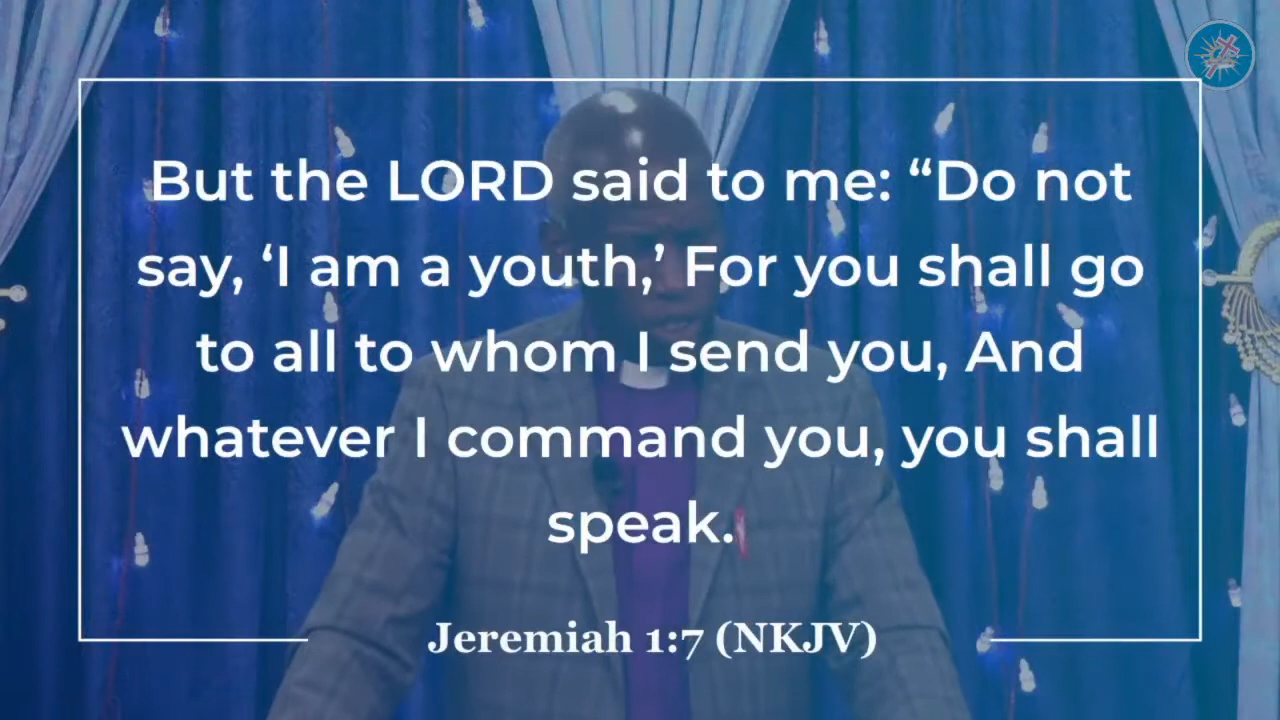 But the LORD said to me: “Do not
say, ‘I am a youth,’ For you shall go
to all to whom I send you, And
whatever I command you, you shall
speak.
Jeremiah 1:7 (NKJV)